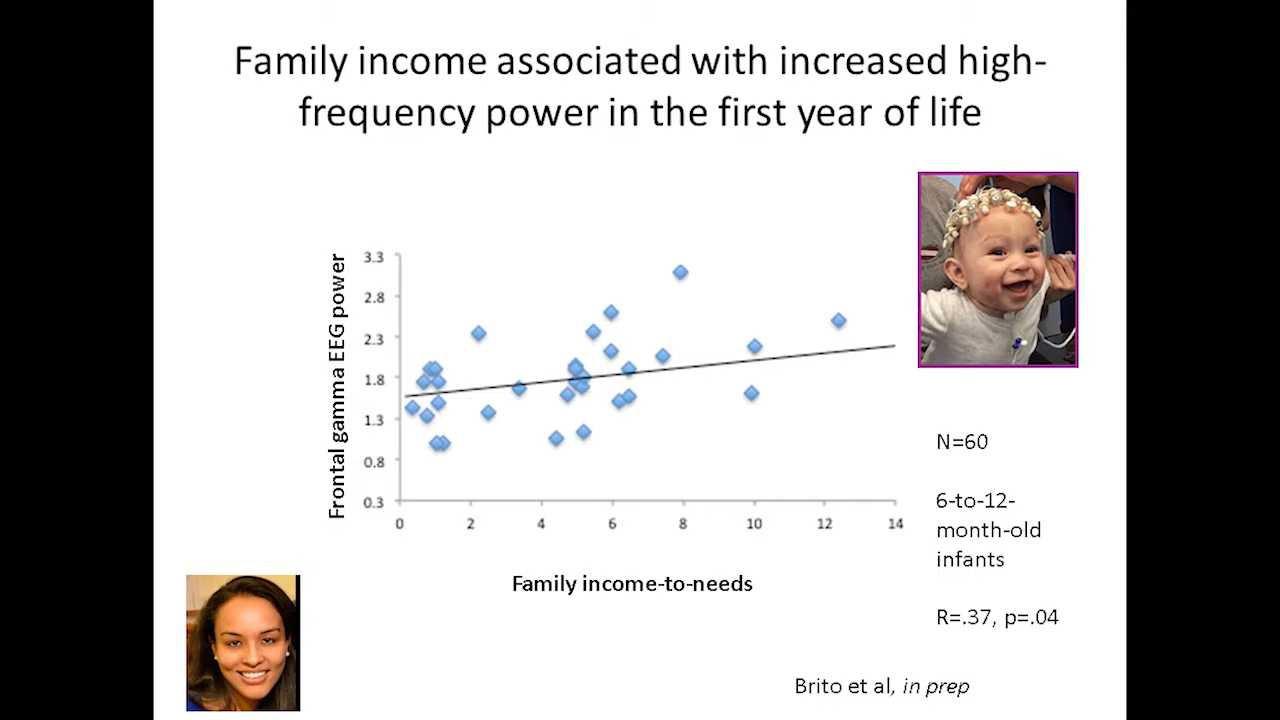 Family income associated with increased high-
frequency power in the first year of life
Frontal gamma EEG power
3.3
2.8
2.3
1.8
1.3
0.8
0.3
0 2 4 6 8 10 12 14
Family income-to-needs
N=60
6-to-12-
month-old
infants
R=.37, p=.04
Brito et al, in prep